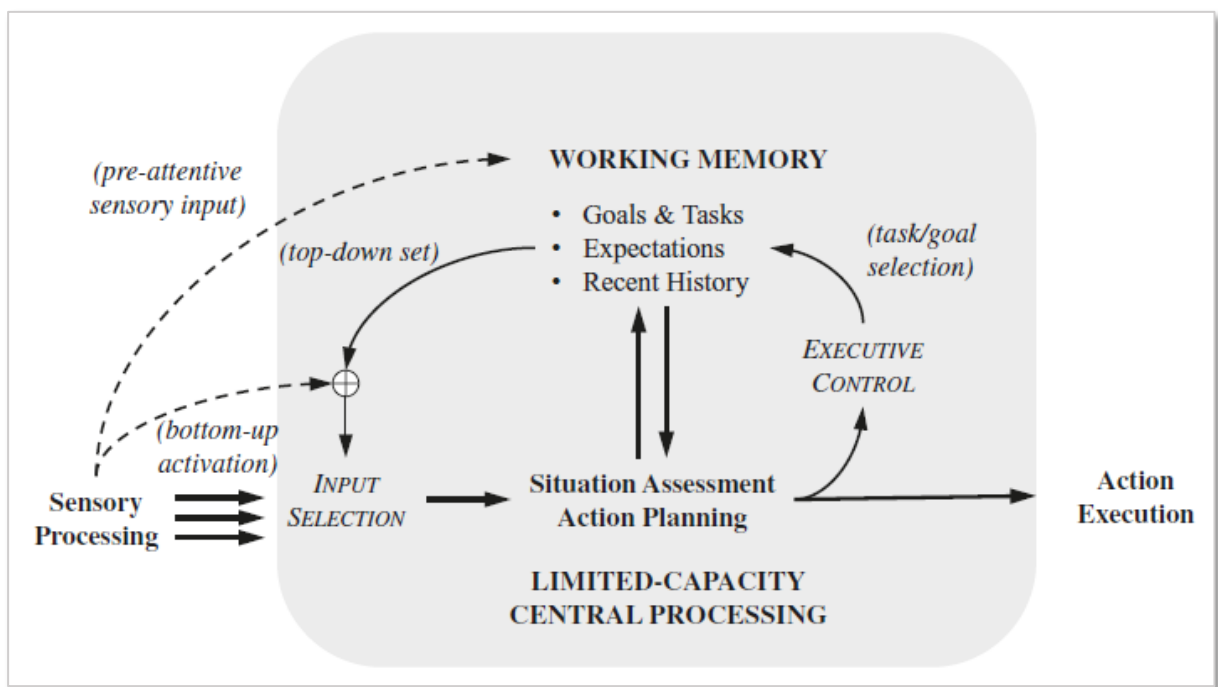 WORKING MEMORY
(pre-attentive
sensory input)
• Goals & Tasks
• Expectations
• Recent History
(top-down set)
(task/goal
selection)
EXECUTIVE
CONTROL
(bottom-up
activation)
Sensory
Processing
INPUT
SELECTION
Situation Assessment
Action Planning
Action
Execution
LIMITED-CAPACITY
CENTRAL PROCESSING